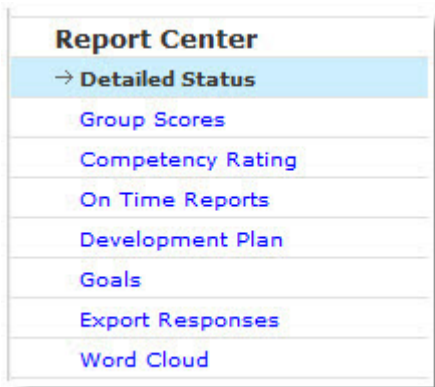 Report Center
→ Detailed Status
Group Scores
Competency Rating
On Time Reports
Development Plan
Goals
Export Responses
Word Cloud